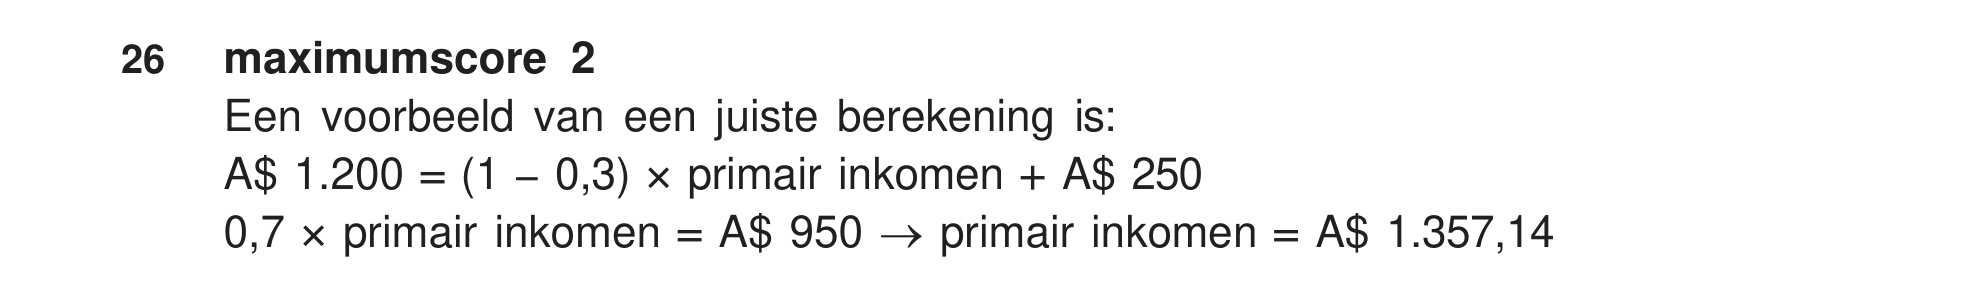 26 maximumscore 2
Een voorbeeld van een juiste berekening is:
A$ 1.200 = (1 − 0,3) × primair inkomen + A$ 250
0,7 × primair inkomen = A$ 950 → primair inkomen = A$ 1.357,14